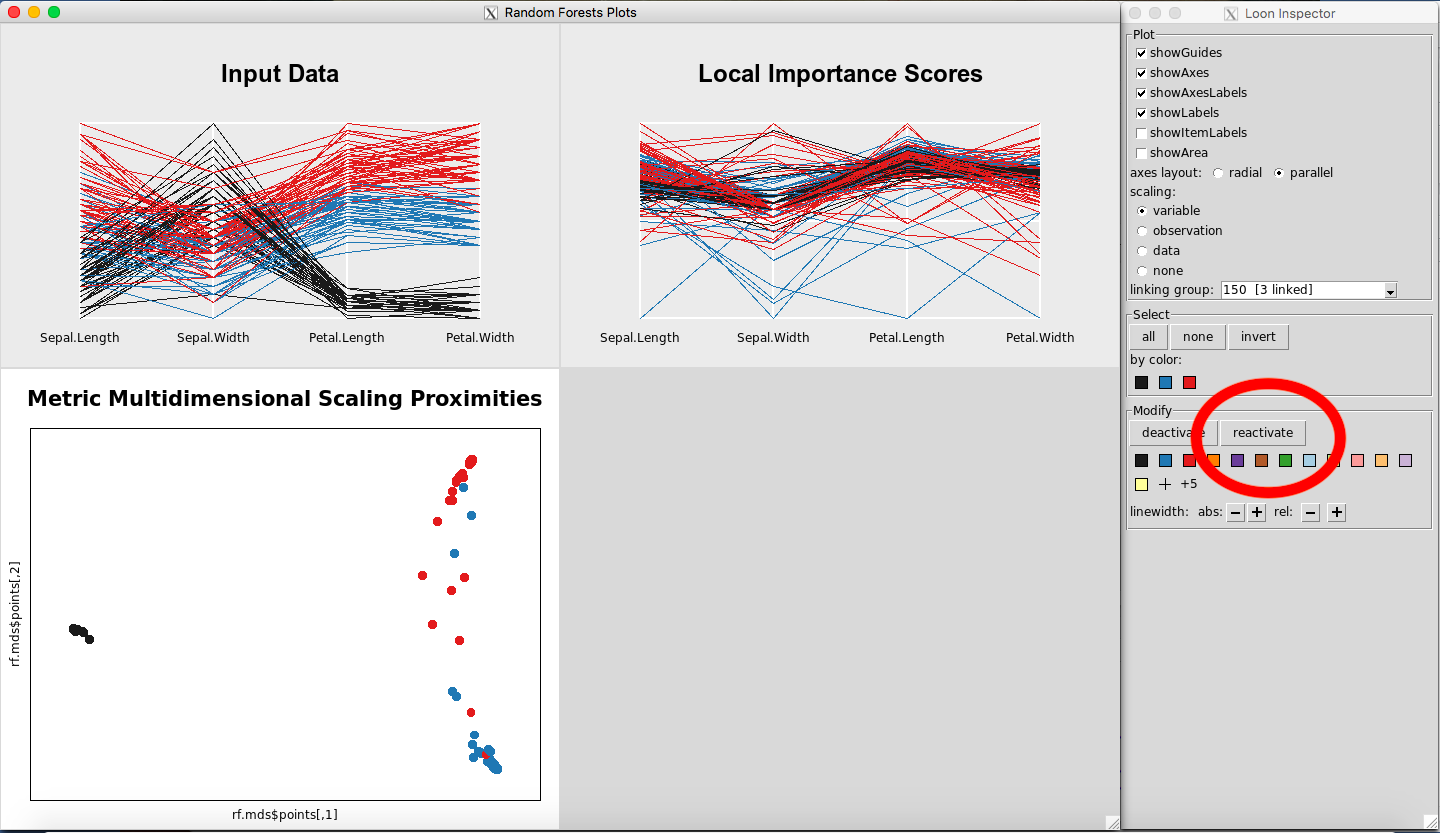 Random Forests Plots
Input Data
Local Importance Scores
Sepal.Length Sepal.Width Petal.Length Petal.Width
Sepal.Length Sepal.Width Petal.Length Petal.Width
Metric Multidimensional Scaling Proximities
rf.mds$points[,2]
rf.mds$points[,1]
Loon Inspector
Plot
showGuides
showAxes
showAxesLabels
showLabels
showItemLabels
showArea
axes layout: radial parallel
scaling:
variable
observation
data
none
linking group: 150 [3 linked]
Select
all none invert
by color:
Modify
deactivate reactivate
+5
linewidth: abs: − + rel: − +